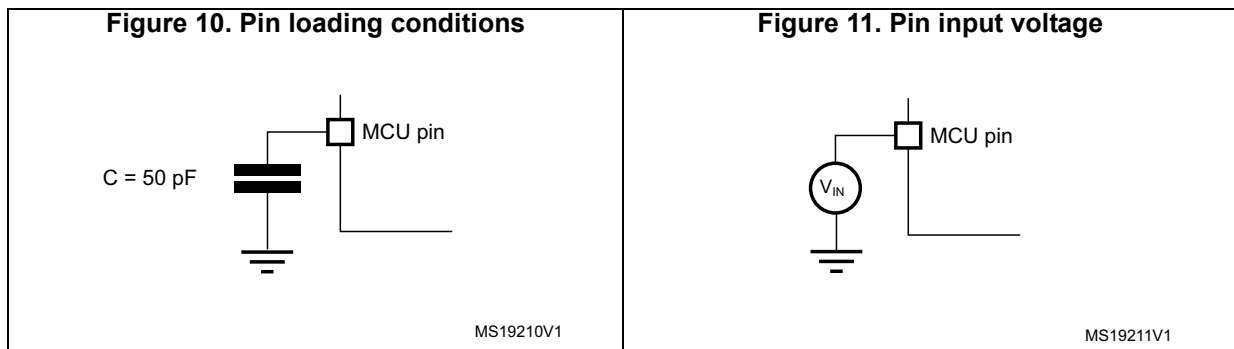 Figure 10. Pin loading conditions
MCU pin
C = 50 pF
MS19210V1
Figure 11. Pin input voltage
MCU pin
VIN
MS19211V1